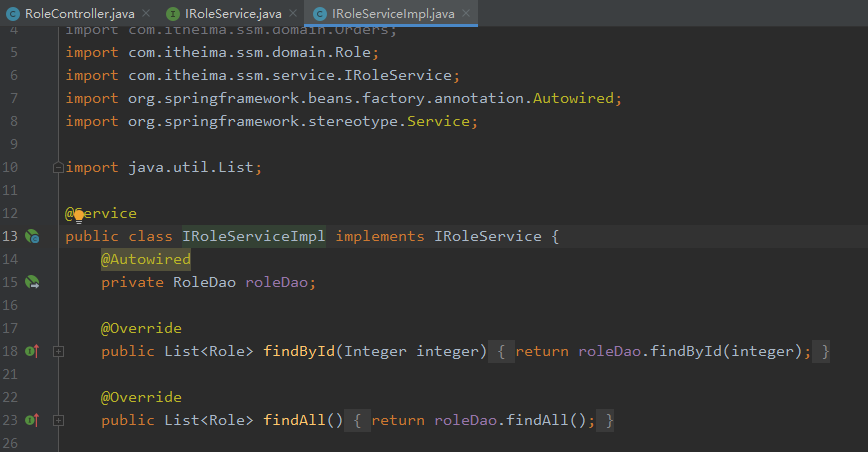 RoleController.java × IRoleService.java × IRoleServiceImpl.java ×
4 import com.itheima.ssm.domain.Orders;
5 import com.itheima.ssm.domain.Role;
6 import com.itheima.ssm.service.IRoleService;
7 import org.springframework.beans.factory.annotation.Autowired;
8 import org.springframework.stereotype.Service;
9
10 import java.util.List;
11
12 @Service
13 public class IRoleServiceImpl implements IRoleService {
14 @Autowired
15 private RoleDao roleDao;
16
17 @Override
18 public List<Role> findById(Integer integer) { return roleDao.findById(integer); }
21
22 @Override
23 public List<Role> findAll() { return roleDao.findAll(); }
26